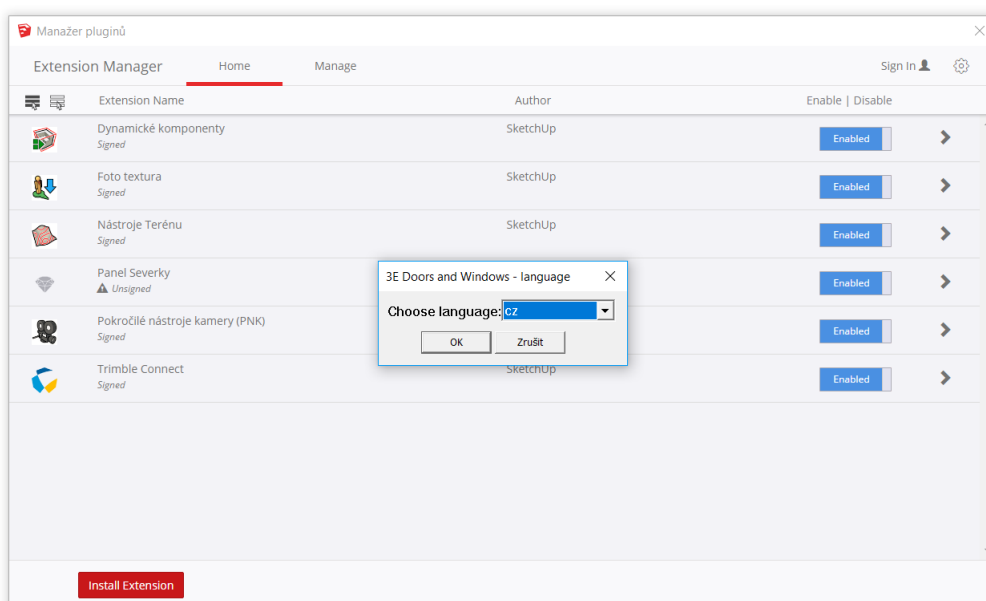 Manažer pluginů
Extension Manager Home Manage Sign In
Extension Name Author Enable | Disable
Dynamické komponenty SketchUp Enabled
Signed
Foto textura SketchUp Enabled
Signed
Nástroje Terénu SketchUp Enabled
Signed
Panel Severky Enabled
Unsigned
Pokročilé nástroje kamery (PNK) Enabled
Signed
Trimble Connect SketchUp Enabled
Signed
3E Doors and Windows - language
Choose language: cz
OK Zrušit
Install Extension